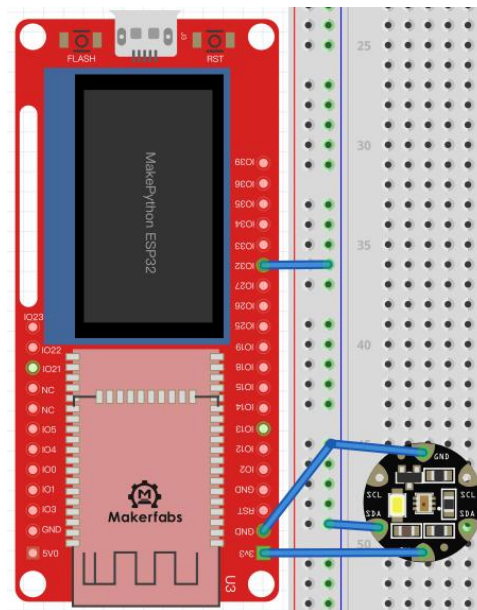 FLASH
RST
MakePython ESP32
IO23
IO22
IO21
NC
NC
IO5
IO4
IO0
IO1
IO3
GND
5V0
IO39
IO36
IO35
IO34
IO33
IO32
IO27
IO26
IO25
IO19
IO18
IO15
IO14
IO13
IO12
IO2
GND
RST
GND
3V3
Makerfabs
U3
25
30
35
40
50
GND
SCL
SCL
SDA
SDA